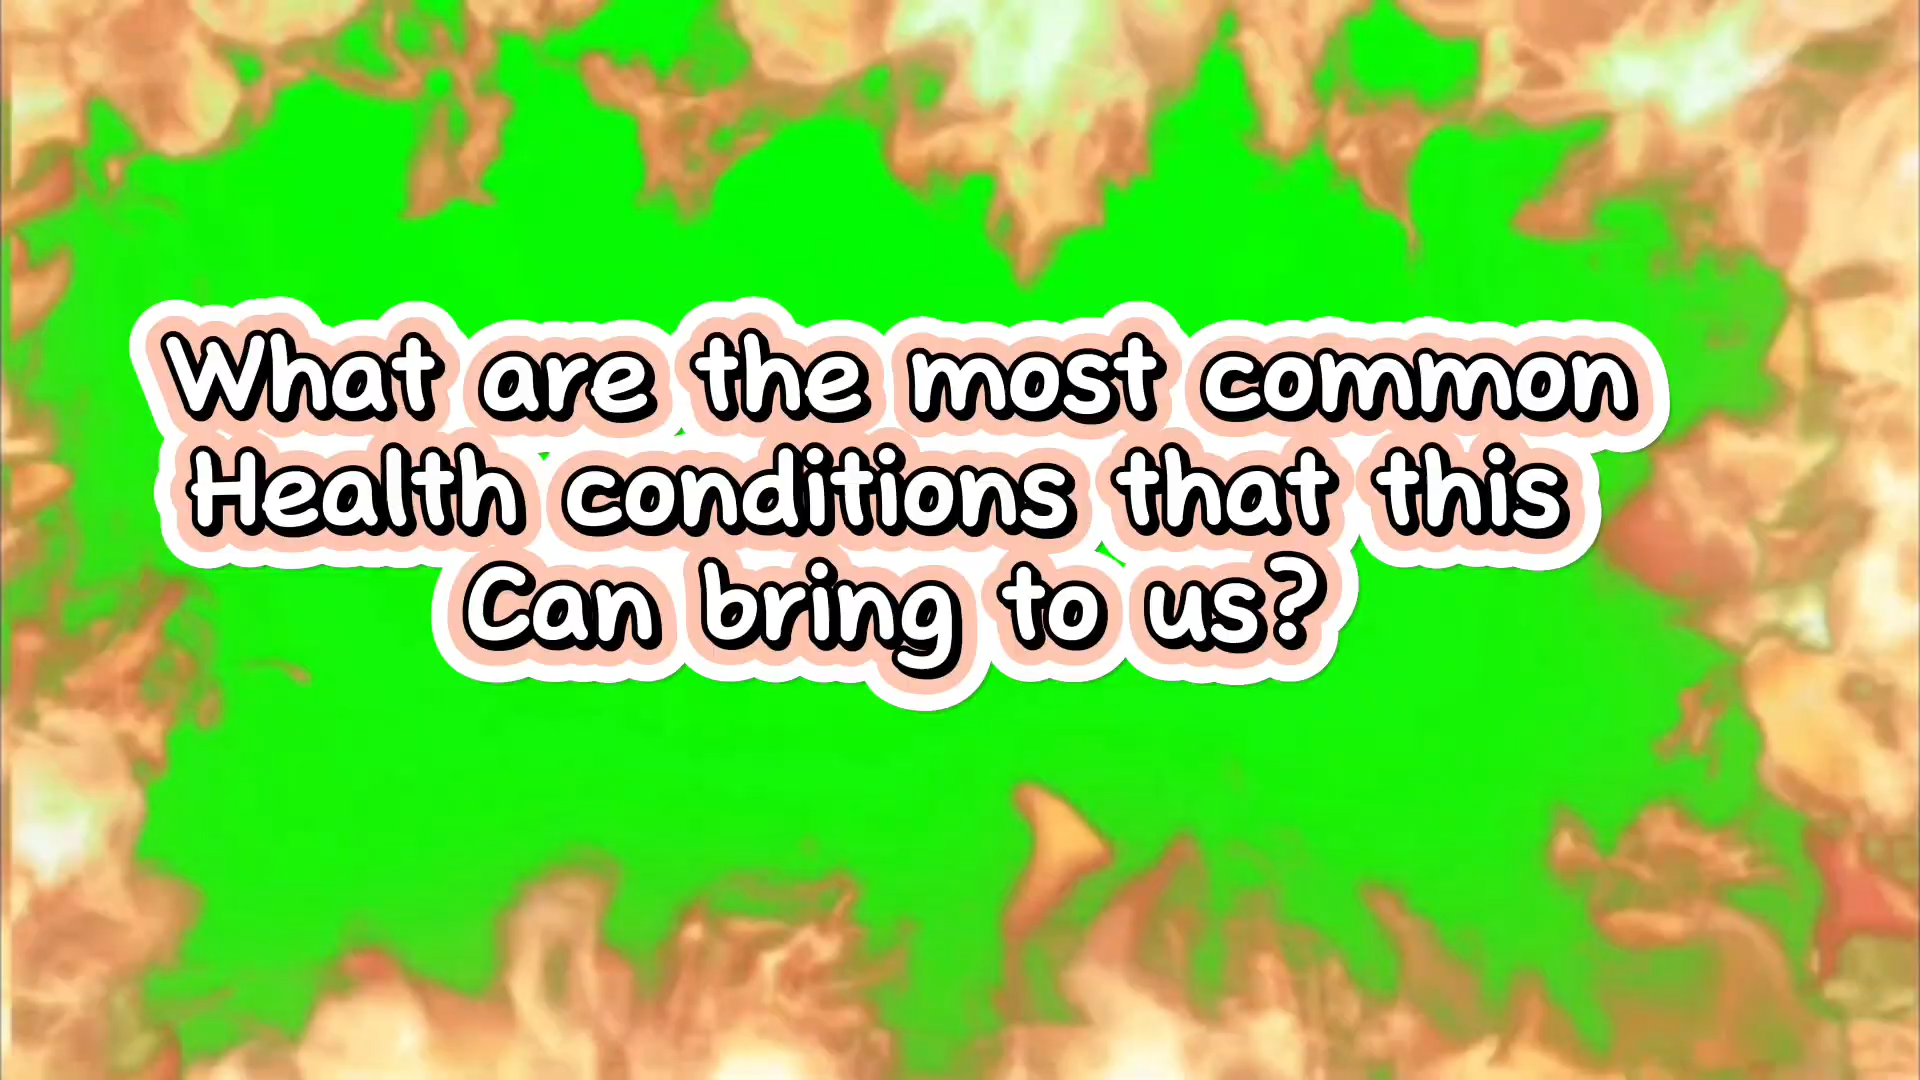 What are the most common
Health conditions that this
Can bring to us?